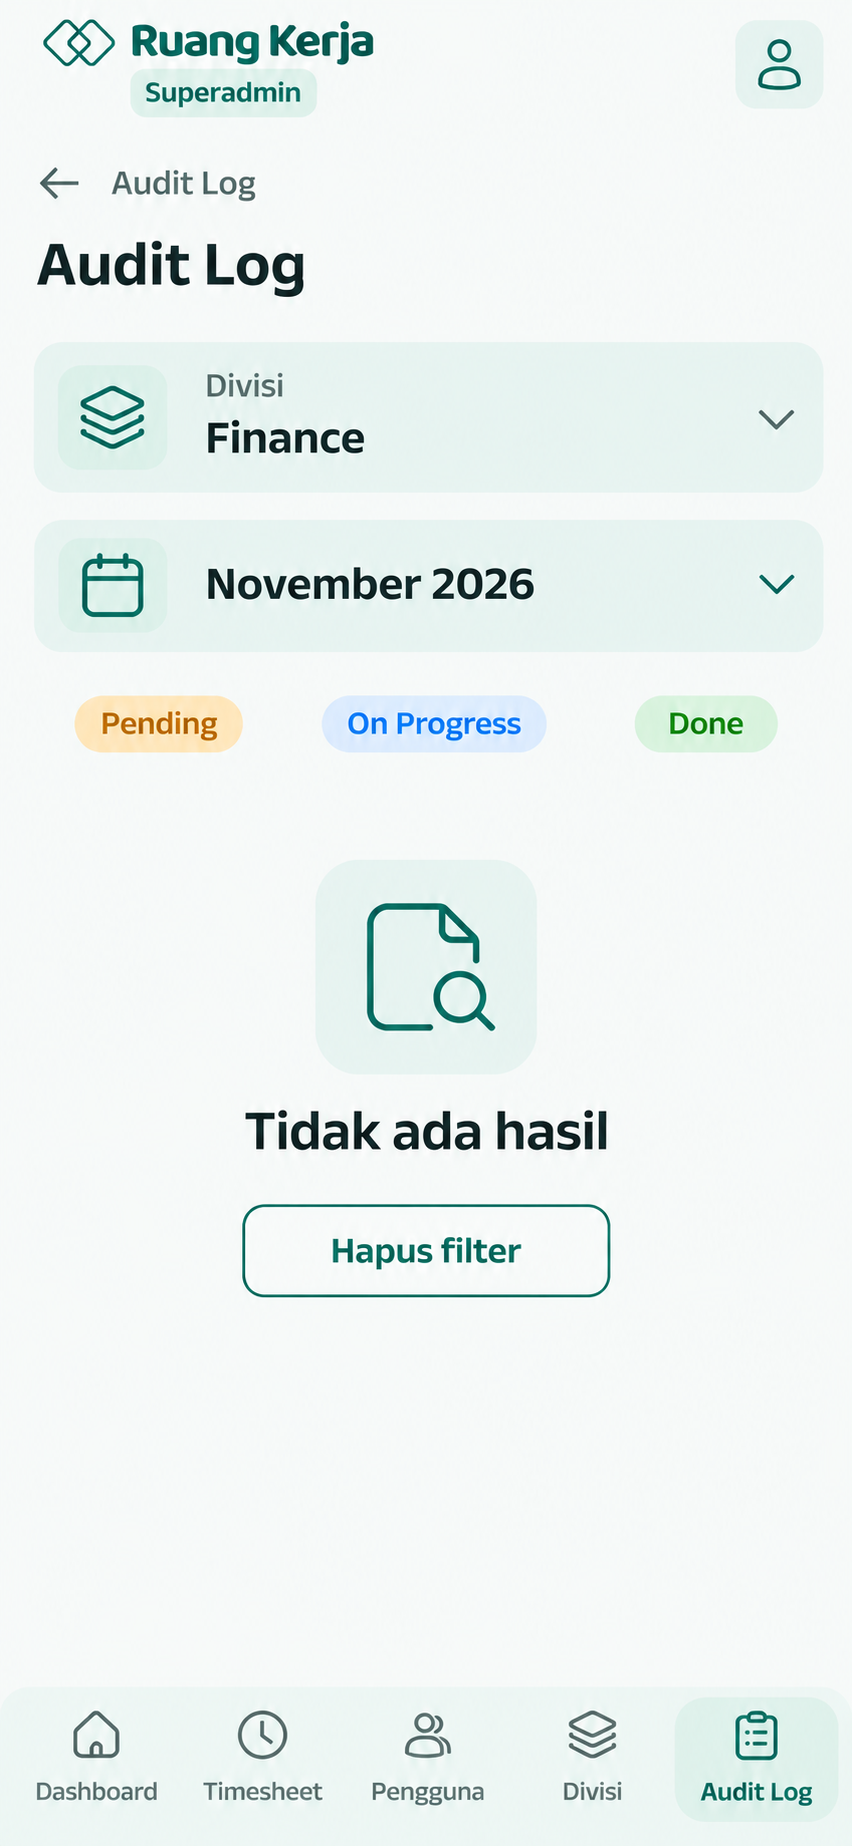 Ruang Kerja
Superadmin
Audit Log
Audit Log
Divisi
Finance
November 2026
Pending
On Progress
Done
Tidak ada hasil
Hapus filter
Dashboard
Timesheet
Pengguna
Divisi
Audit Log